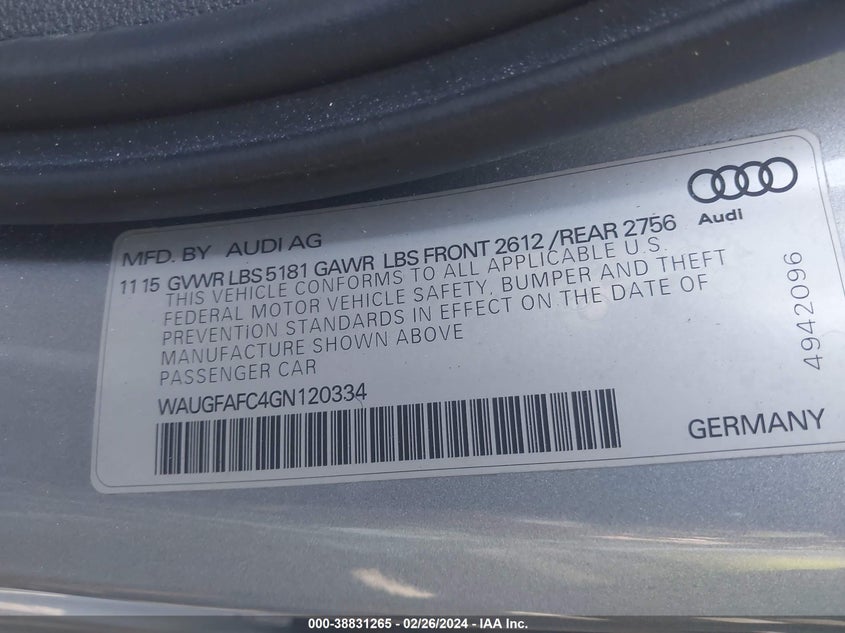 Audi
MFD. BY AUDI AG
11 15 GVWR LBS 5181 GAWR LBS FRONT 2612 /REAR 2756
THIS VEHICLE CONFORMS TO ALL APPLICABLE U.S.
FEDERAL MOTOR VEHICLE SAFETY, BUMPER AND THEFT
PREVENTION STANDARDS IN EFFECT ON THE DATE OF
MANUFACTURE SHOWN ABOVE
PASSENGER CAR
WAUGFAFC4GN120334
GERMANY
4942096
000-38831265 - 02/26/2024 - IAA Inc.